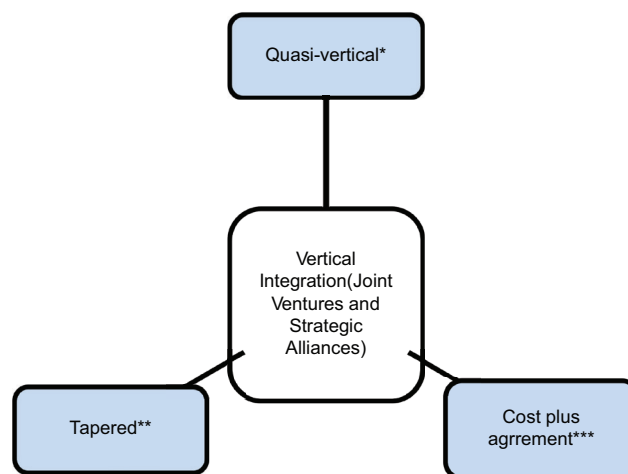 Quasi-vertical*
Vertical
Integration(Joint
Ventures and
Strategic
Alliances)
Tapered**
Cost plus
agrrement***